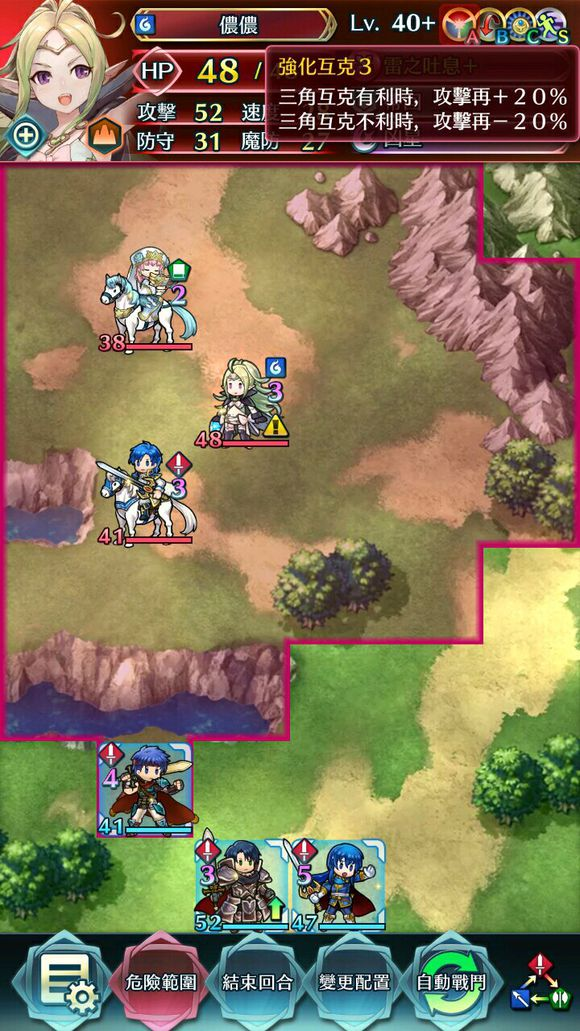 儂儂
Lv. 40+
A B C S
HP 48 /
雷之吐息+
強化互克3
三角互克有利時，攻擊再+20%
三角互克不利時，攻擊再−20%
攻擊 52 速度
防守 31 魔防 27
2
38
3
48
3
41
4
41
3
52
5
47
危險範圍
結束回合
變更配置
自動戰鬥